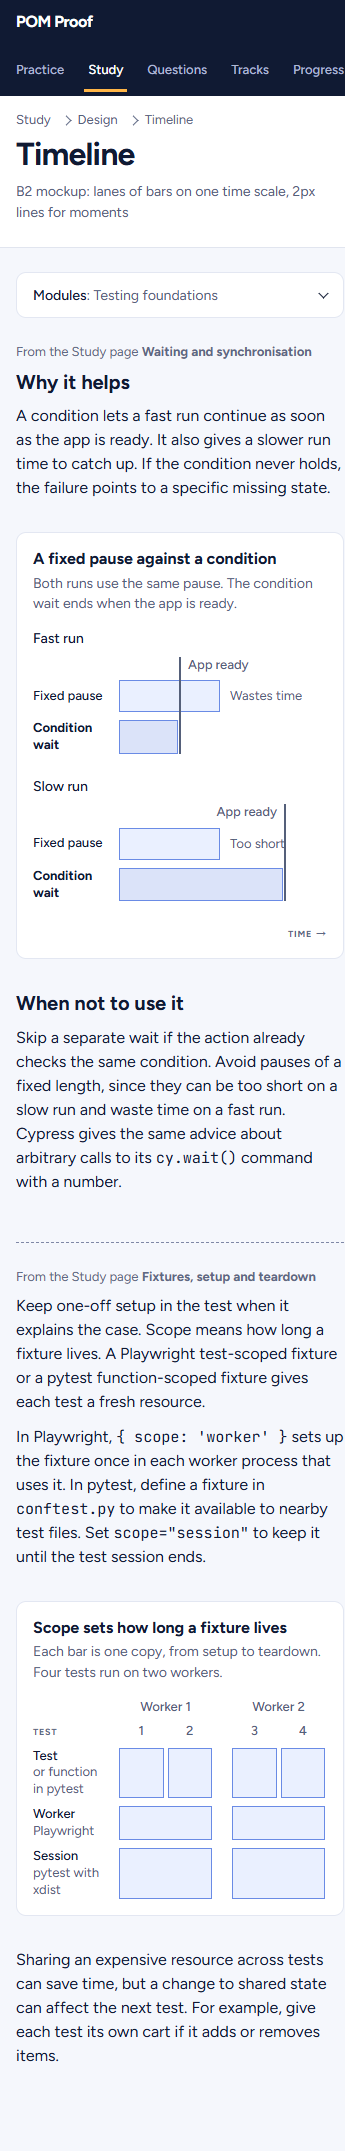 POM Proof
Practice Study Questions Tracks Progress
Study > Design > Timeline
Timeline
B2 mockup: lanes of bars on one time scale, 2px
lines for moments
Modules: Testing foundations
From the Study page Waiting and synchronisation
Why it helps
A condition lets a fast run continue as soon
as the app is ready. It also gives a slower run
time to catch up. If the condition never holds,
the failure points to a specific missing state.
A fixed pause against a condition
Both runs use the same pause. The condition
wait ends when the app is ready.
Fast run
App ready
Fixed pause Wastes time
Condition
wait
Slow run
App ready
Fixed pause Too short
Condition
wait
TIME →
When not to use it
Skip a separate wait if the action already
checks the same condition. Avoid pauses of a
fixed length, since they can be too short on a
slow run and waste time on a fast run.
Cypress gives the same advice about
arbitrary calls to its cy.wait() command
with a number.
From the Study page Fixtures, setup and teardown
Keep one-off setup in the test when it
explains the case. Scope means how long a
fixture lives. A Playwright test-scoped fixture
or a pytest function-scoped fixture gives
each test a fresh resource.
In Playwright, { scope: 'worker' } sets up
the fixture once in each worker process that
uses it. In pytest, define a fixture in
conftest.py to make it available to nearby
test files. Set scope="session" to keep it
until the test session ends.
Scope sets how long a fixture lives
Each bar is one copy, from setup to teardown.
Four tests run on two workers.
Worker 1 Worker 2
TEST 1 2 3 4
Test
or function
in pytest
Worker
Playwright
Session
pytest with
xdist
Sharing an expensive resource across tests
can save time, but a change to shared state
can affect the next test. For example, give
each test its own cart if it adds or removes
items.